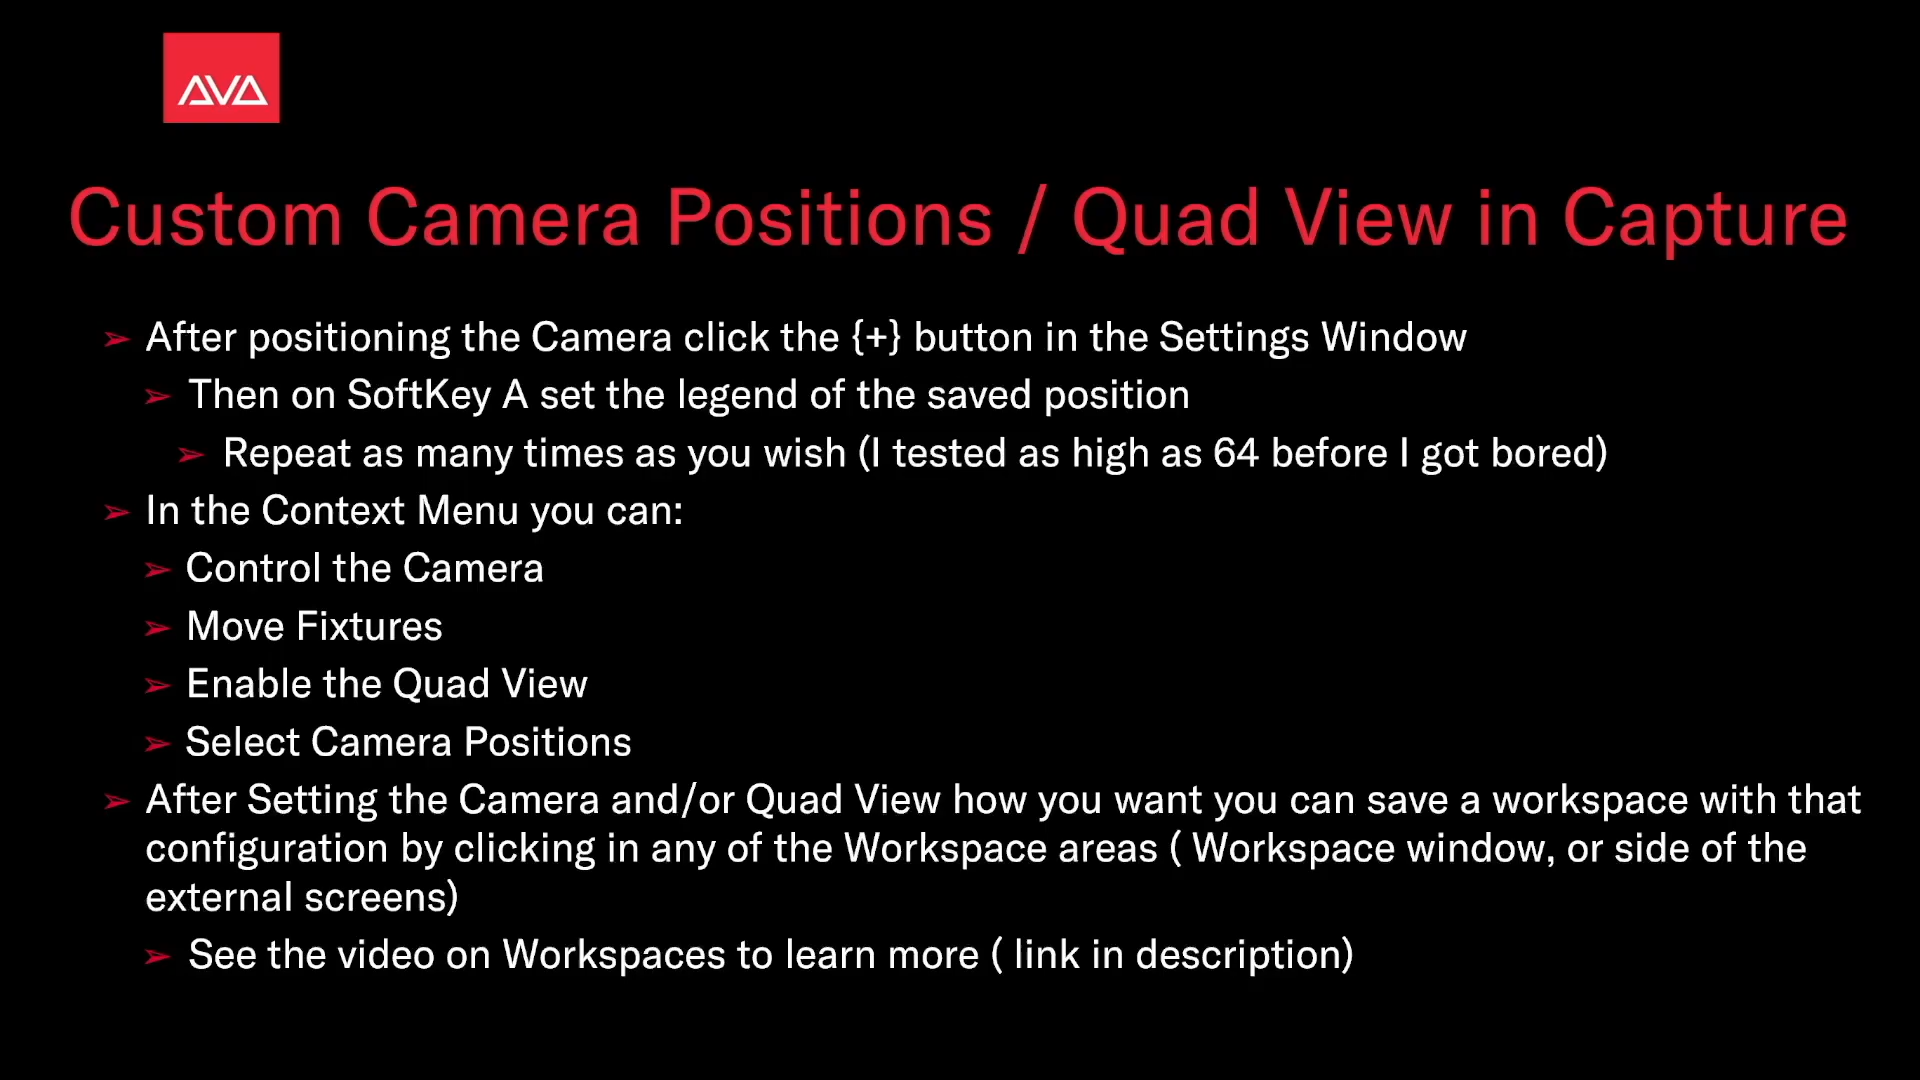 AVA
Custom Camera Positions / Quad View in Capture
➢ After positioning the Camera click the {+} button in the Settings Window
➢ Then on SoftKey A set the legend of the saved position
➢ Repeat as many times as you wish (I tested as high as 64 before I got bored)
➢ In the Context Menu you can:
➢ Control the Camera
➢ Move Fixtures
➢ Enable the Quad View
➢ Select Camera Positions
➢ After Setting the Camera and/or Quad View how you want you can save a workspace with that
configuration by clicking in any of the Workspace areas ( Workspace window, or side of the
external screens)
➢ See the video on Workspaces to learn more ( link in description)